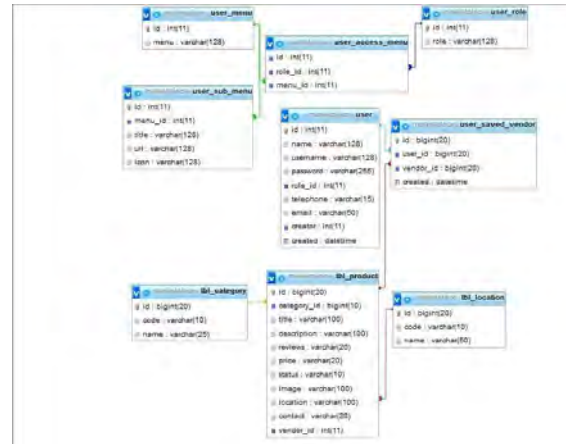 user_menu
id : int(11)
menu : varchar(128)
user_role
id : int(11)
role : varchar(128)
user_access_menu
id : int(11)
role_id : int(11)
menu_id : int(11)
user_sub_menu
id : int(11)
menu_id : int(11)
title : varchar(128)
url : varchar(128)
icon : varchar(128)
user
id : int(11)
name : varchar(128)
username : varchar(128)
password : varchar(256)
role_id : int(11)
telephone : varchar(15)
email : varchar(50)
creator : int(11)
created : datetime
user_saved_vendor
id : bigint(20)
user_id : bigint(20)
vendor_id : bigint(20)
created : datetime
tbl_category
id : bigint(20)
code : varchar(10)
name : varchar(25)
tbl_product
id : bigint(20)
category_id : bigint(10)
title : varchar(100)
description : varchar(100)
reviews : varchar(20)
price : varchar(20)
status : varchar(10)
image : varchar(100)
location : varchar(100)
contact : varchar(20)
vendor_id : int(11)
tbl_location
id : bigint(20)
code : varchar(10)
name : varchar(50)